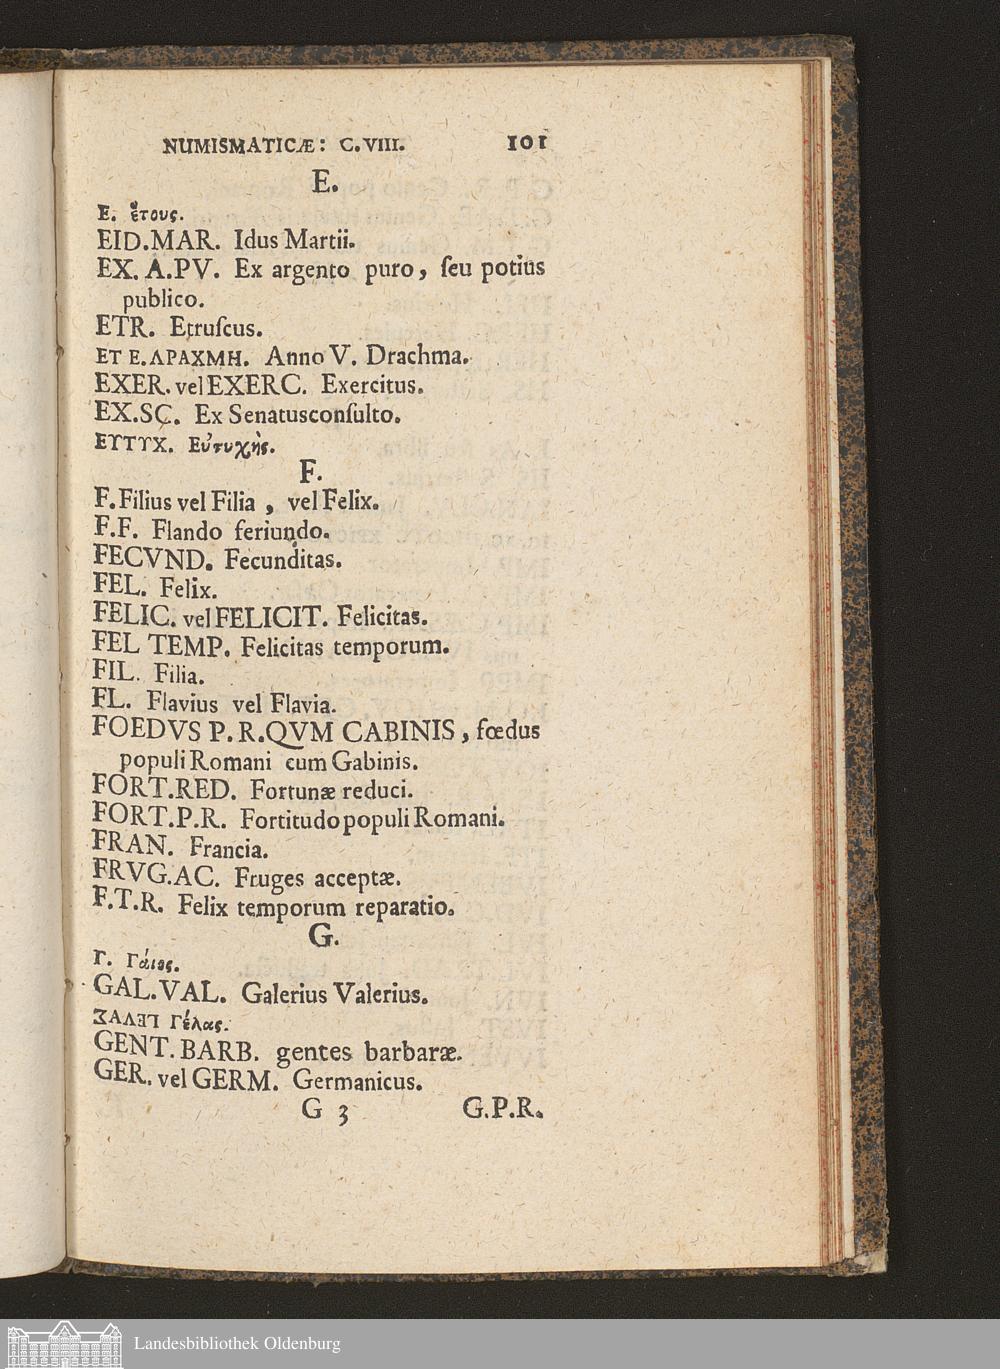 NUMISMATICÆ: C.VIII. 101
E.
E. ἔτους.
EID.MAR. Idus Martii.
EX. A.PV. Ex argento puro, ſeu potius
publico.
ETR. Etruſcus.
ET E.ΔΡΑΧΜΗ. Anno V. Drachma.
EXER. vel EXERC. Exercitus.
EX.SC. Ex Senatusconſulto.
ΕΥΤΥΧ. Εὐτυχὴς.
F.
F. Filius vel Filia, vel Felix.
F.F. Flando feriundo.
FECVND. Fecunditas.
FEL. Felix.
FELIC. vel FELICIT. Felicitas.
FEL TEMP. Felicitas temporum.
FIL. Filia.
FL. Flavius vel Flavia.
FOEDVS P.R.QVM CABINIS, fœdus
populi Romani cum Gabinis.
FORT.RED. Fortunæ reduci.
FORT.P.R. Fortitudo populi Romani.
FRAN. Francia.
FRVG.AC. Fruges acceptæ.
F.T.R. Felix temporum reparatio.
G.
Γ. Γάιος.
GAL.VAL. Galerius Valerius.
ΣΑΛΕΓ Γέλας.
GENT. BARB. gentes barbaræ.
GER. vel GERM. Germanicus.
G 3 G.P.R.
Landesbibliothek Oldenburg